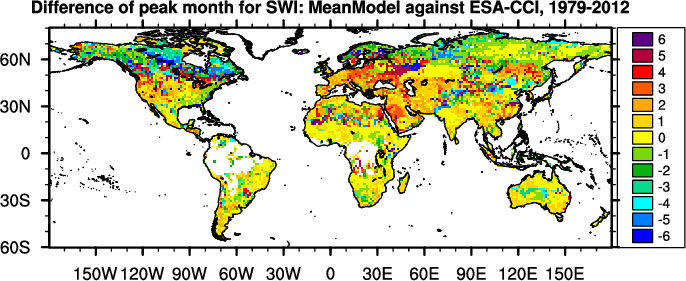 Difference of peak month for SWI: MeanModel against ESA-CCI, 1979-2012
60N
30N
0
30S
60S
150W 120W 90W 60W 30W 0 30E 60E 90E 120E 150E
6
5
4
3
2
1
0
-1
-2
-3
-4
-5
-6